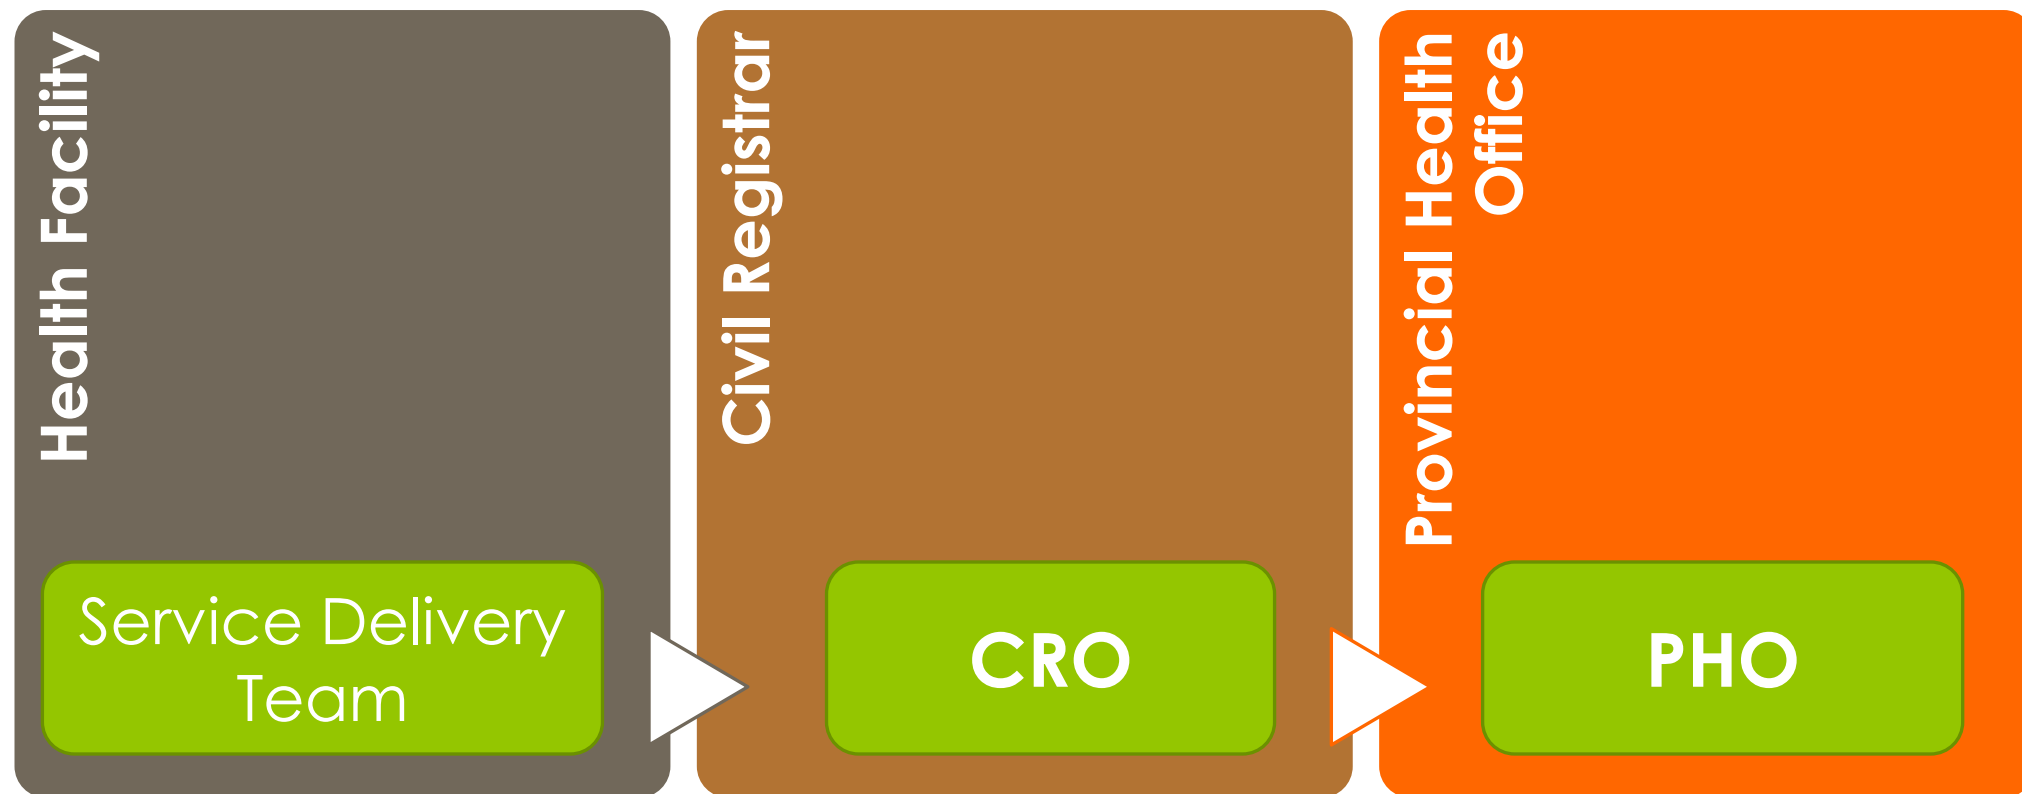 Health Facility
Service Delivery
Team
Civil Registrar
CRO
Provincial Health
Office
PHO